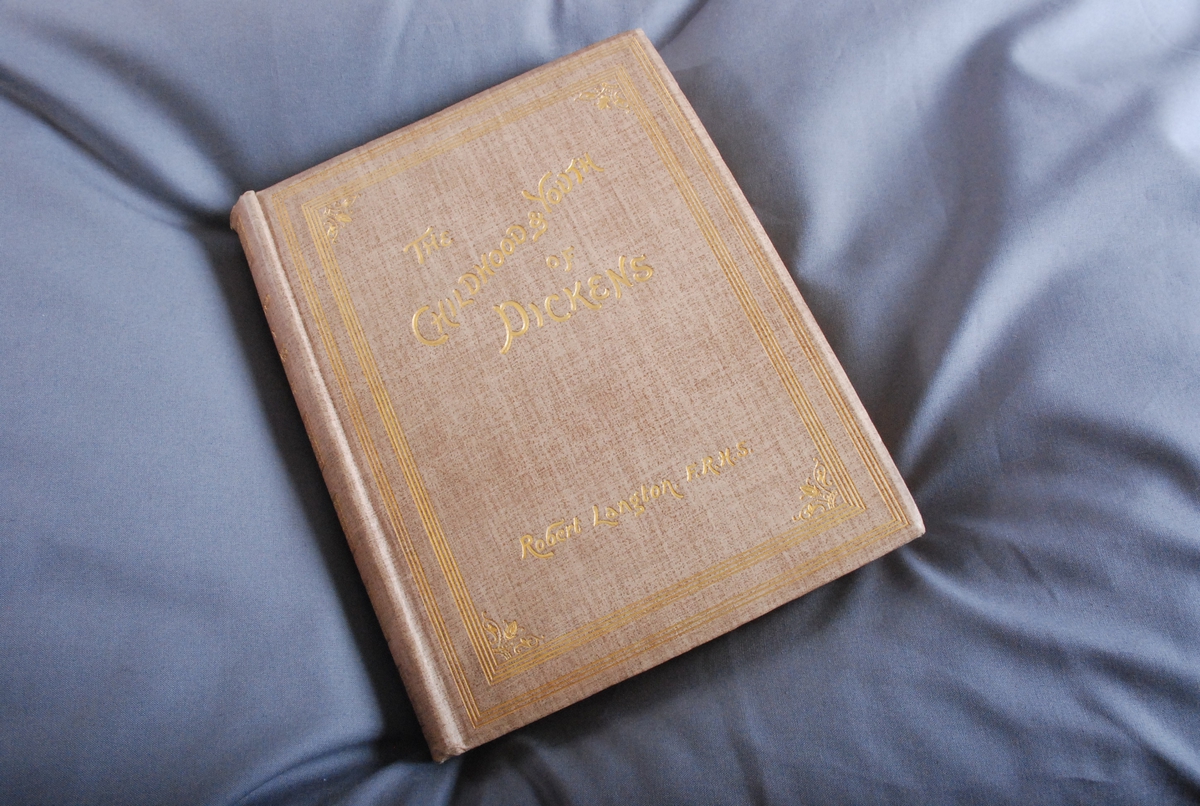 The
Childhood & Youth
of
Dickens
Robert Langton, F.R.H.S.